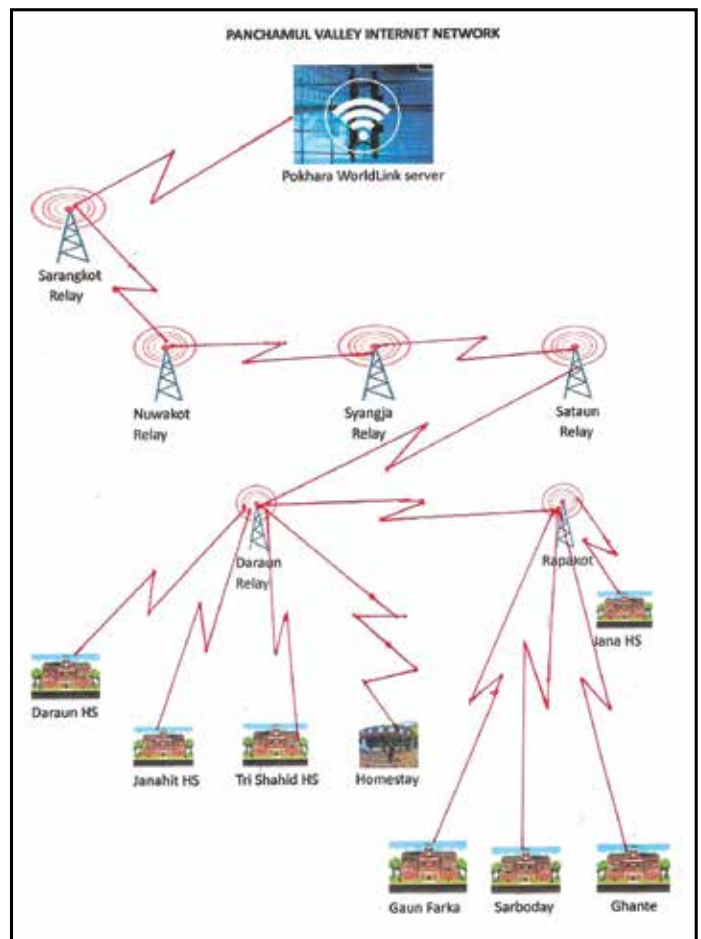 PANCHAMUL VALLEY INTERNET NETWORK
Pokhara WorldLink server
Sarangkot
Relay
Nuwakot
Relay
Syangja
Relay
Sataun
Relay
Daraun
Relay
Rapakot
Jana HS
Daraun HS
Janahit HS
Tri Shahid HS
Homestay
Gaun Farka
Sarboday
Ghante